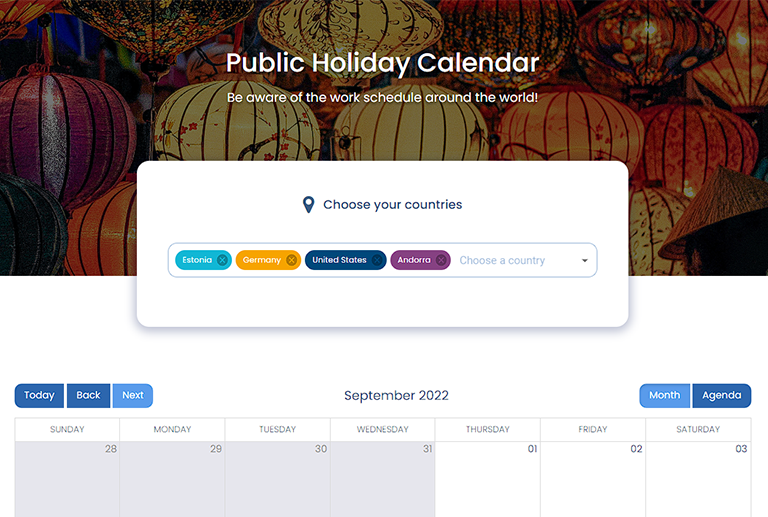 Public Holiday Calendar
Be aware of the work schedule around the world!
Choose your countries
Estonia Germany United States Andorra Choose a country
Today Back Next September 2022 Month Agenda
SUNDAY MONDAY TUESDAY WEDNESDAY THURSDAY FRIDAY SATURDAY
28 29 30 31 01 02 03